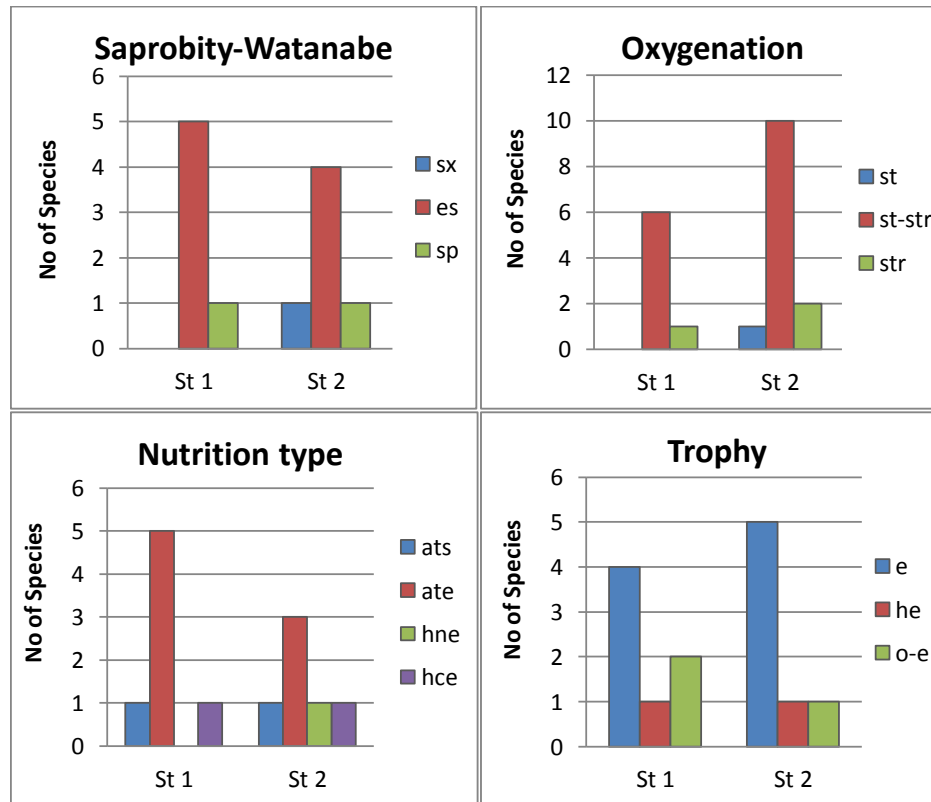 Saprobity-Watanabe
No of Species
6
5
4
3
2
1
0
St 1
St 2
sx
es
sp
Oxygenation
No of Species
12
10
8
6
4
2
0
St 1
St 2
st
st-str
str
Nutrition type
No of Species
6
5
4
3
2
1
0
St 1
St 2
ats
ate
hne
hce
Trophy
No of Species
6
5
4
3
2
1
0
St 1
St 2
e
he
o-e